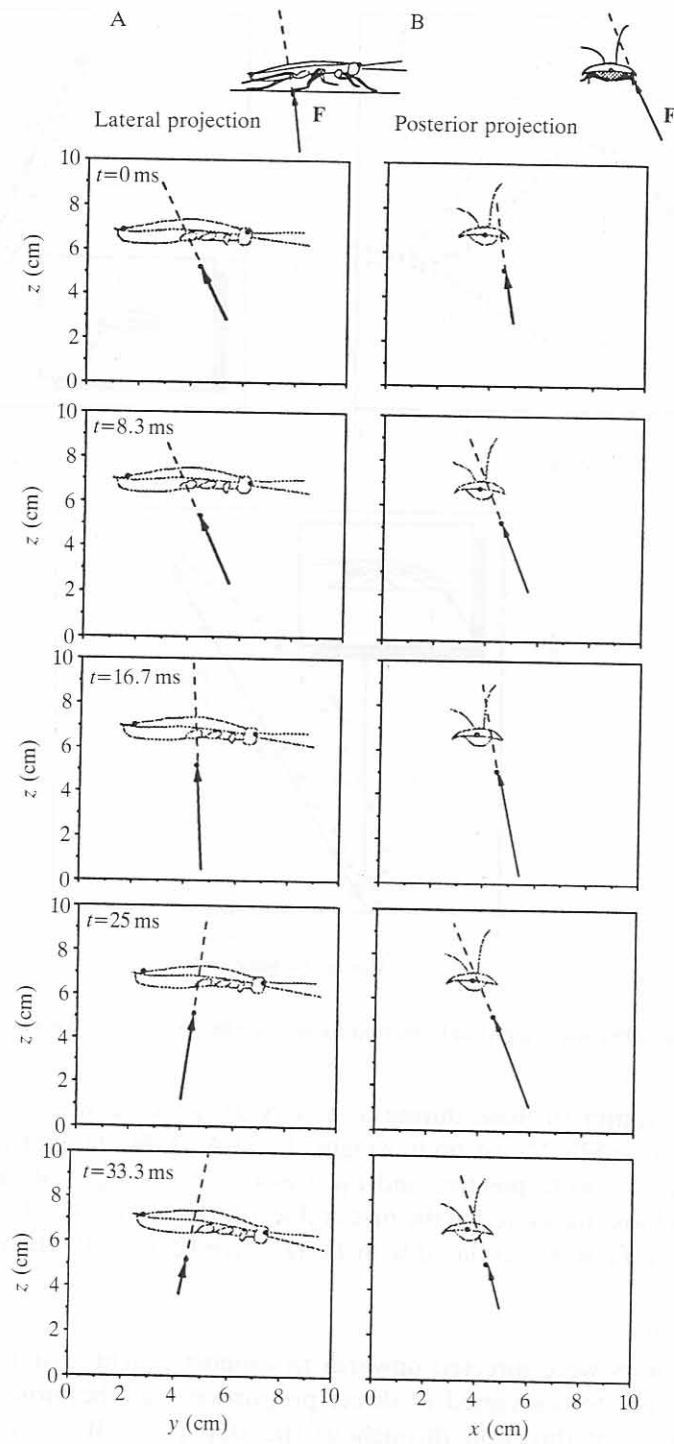 A
B
F
F
Lateral projection
Posterior projection
t=0 ms
z (cm)
10
8
6
4
2
0
t=8.3 ms
z (cm)
10
8
6
4
2
0
t=16.7 ms
z (cm)
10
8
6
4
2
0
t=25 ms
z (cm)
10
8
6
4
2
0
t=33.3 ms
z (cm)
10
8
6
4
2
0
0 2 4 6 8 10
0 2 4 6 8 10
y (cm)
x (cm)